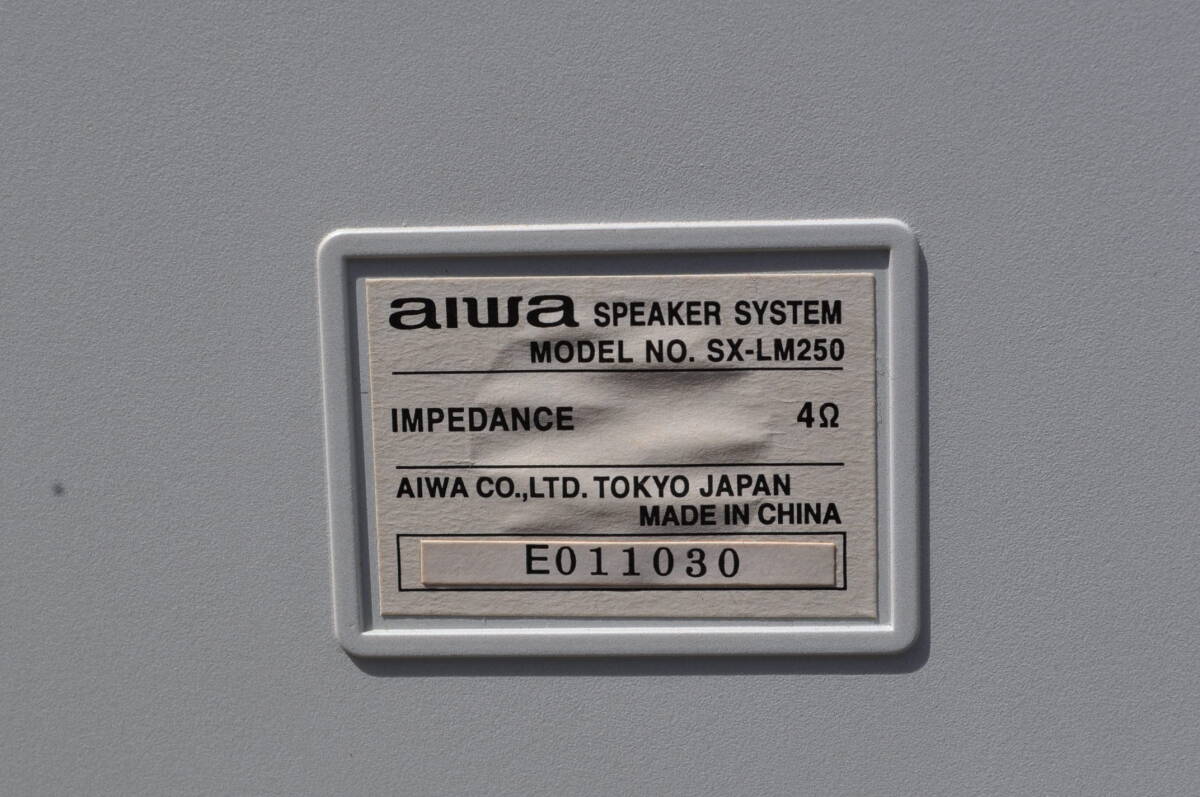 aiwa SPEAKER SYSTEM
MODEL NO. SX-LM250
IMPEDANCE 4Ω
AIWA CO.,LTD. TOKYO JAPAN
MADE IN CHINA
E011030